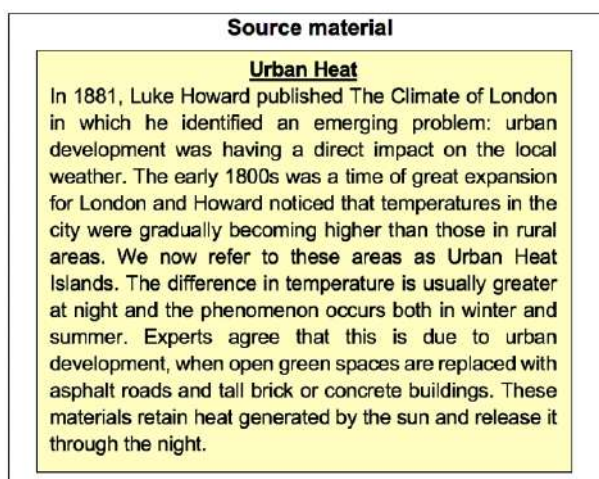 Source material
Urban Heat
In 1881, Luke Howard published The Climate of London
in which he identified an emerging problem: urban
development was having a direct impact on the local
weather. The early 1800s was a time of great expansion
for London and Howard noticed that temperatures in the
city were gradually becoming higher than those in rural
areas. We now refer to these areas as Urban Heat
Islands. The difference in temperature is usually greater
at night and the phenomenon occurs both in winter and
summer. Experts agree that this is due to urban
development, when open green spaces are replaced with
asphalt roads and tall brick or concrete buildings. These
materials retain heat generated by the sun and release it
through the night.